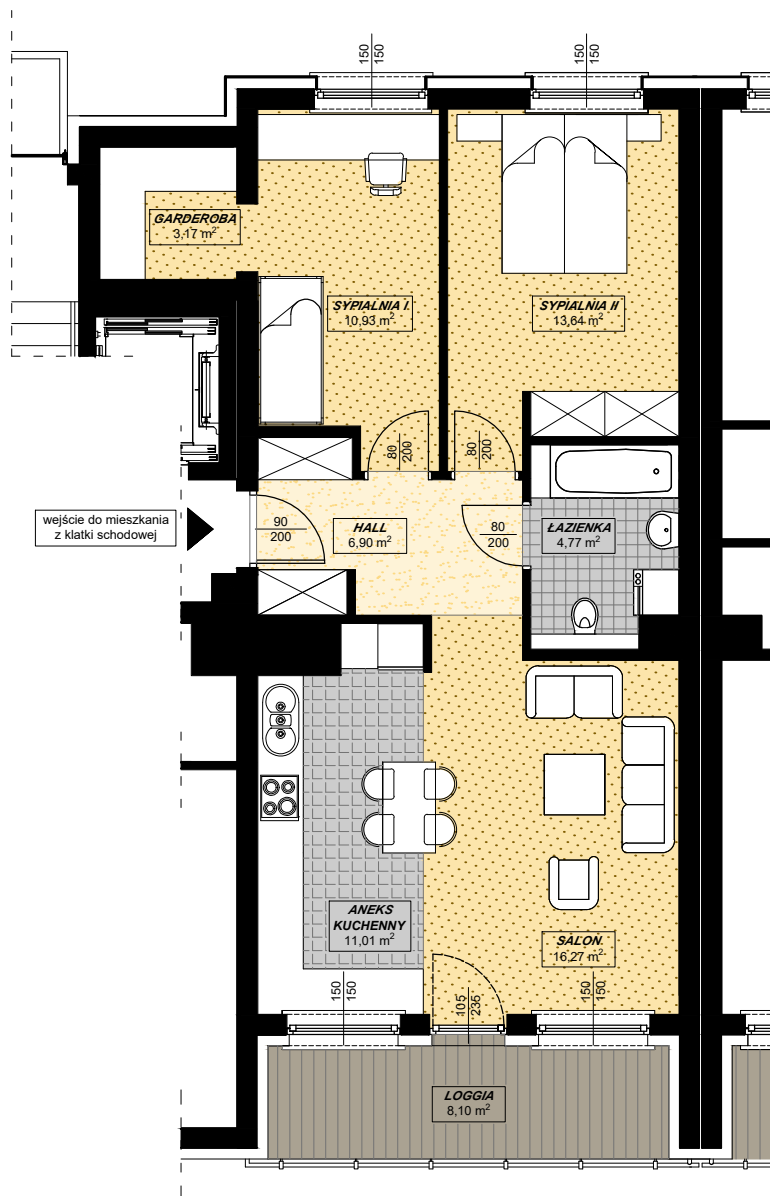 150
150
150
150
GARDEROBA
3,17 m²
SYPIALNIA I
10,93 m²
SYPIALNIA II
13,64 m²
80
200
80
200
wejście do mieszkania
z klatki schodowej
90
200
HALL
6,90 m²
80
200
ŁAZIENKA
4,77 m²
ANEKS
KUCHENNY
11,01 m²
SALON
16,27 m²
150
150
105
235
150
150
LOGGIA
8,10 m²